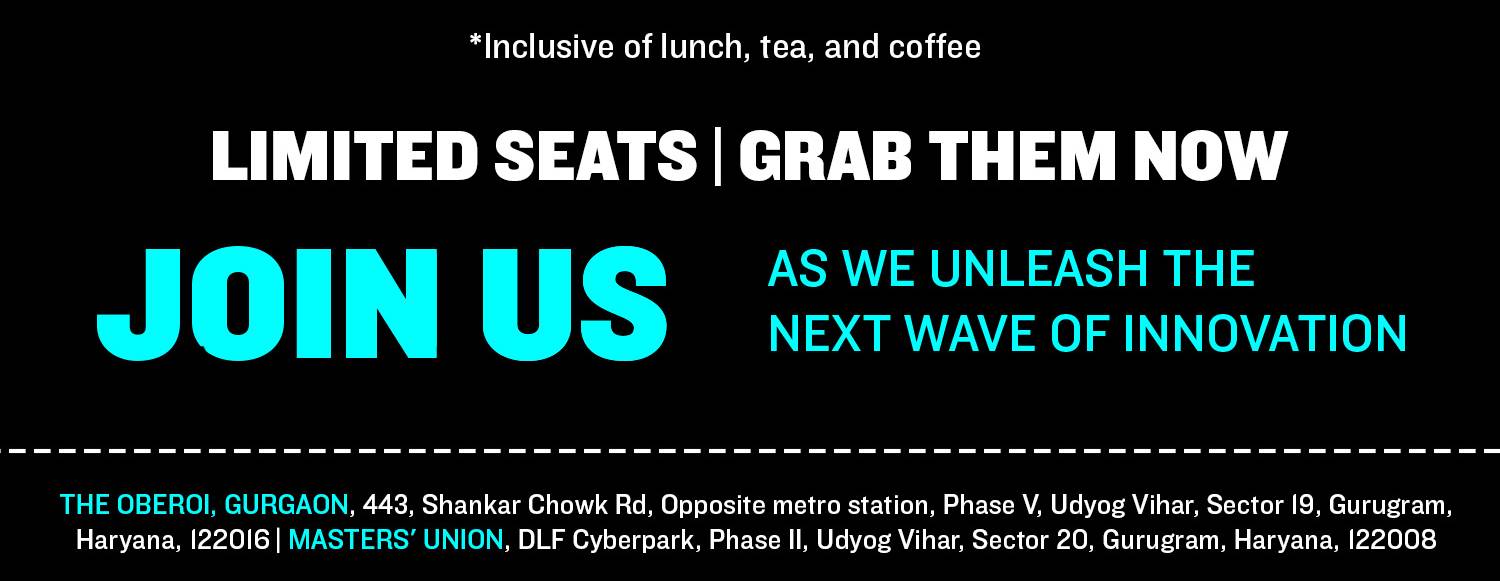 *Inclusive of lunch, tea, and coffee
LIMITED SEATS | GRAB THEM NOW
JOIN US
AS WE UNLEASH THE
NEXT WAVE OF INNOVATION
THE OBEROI, GURGAON, 443, Shankar Chowk Rd, Opposite metro station, Phase V, Udyog Vihar, Sector 19, Gurugram,
Haryana, 122016 | MASTERS' UNION, DLF Cyberpark, Phase II, Udyog Vihar, Sector 20, Gurugram, Haryana, 122008